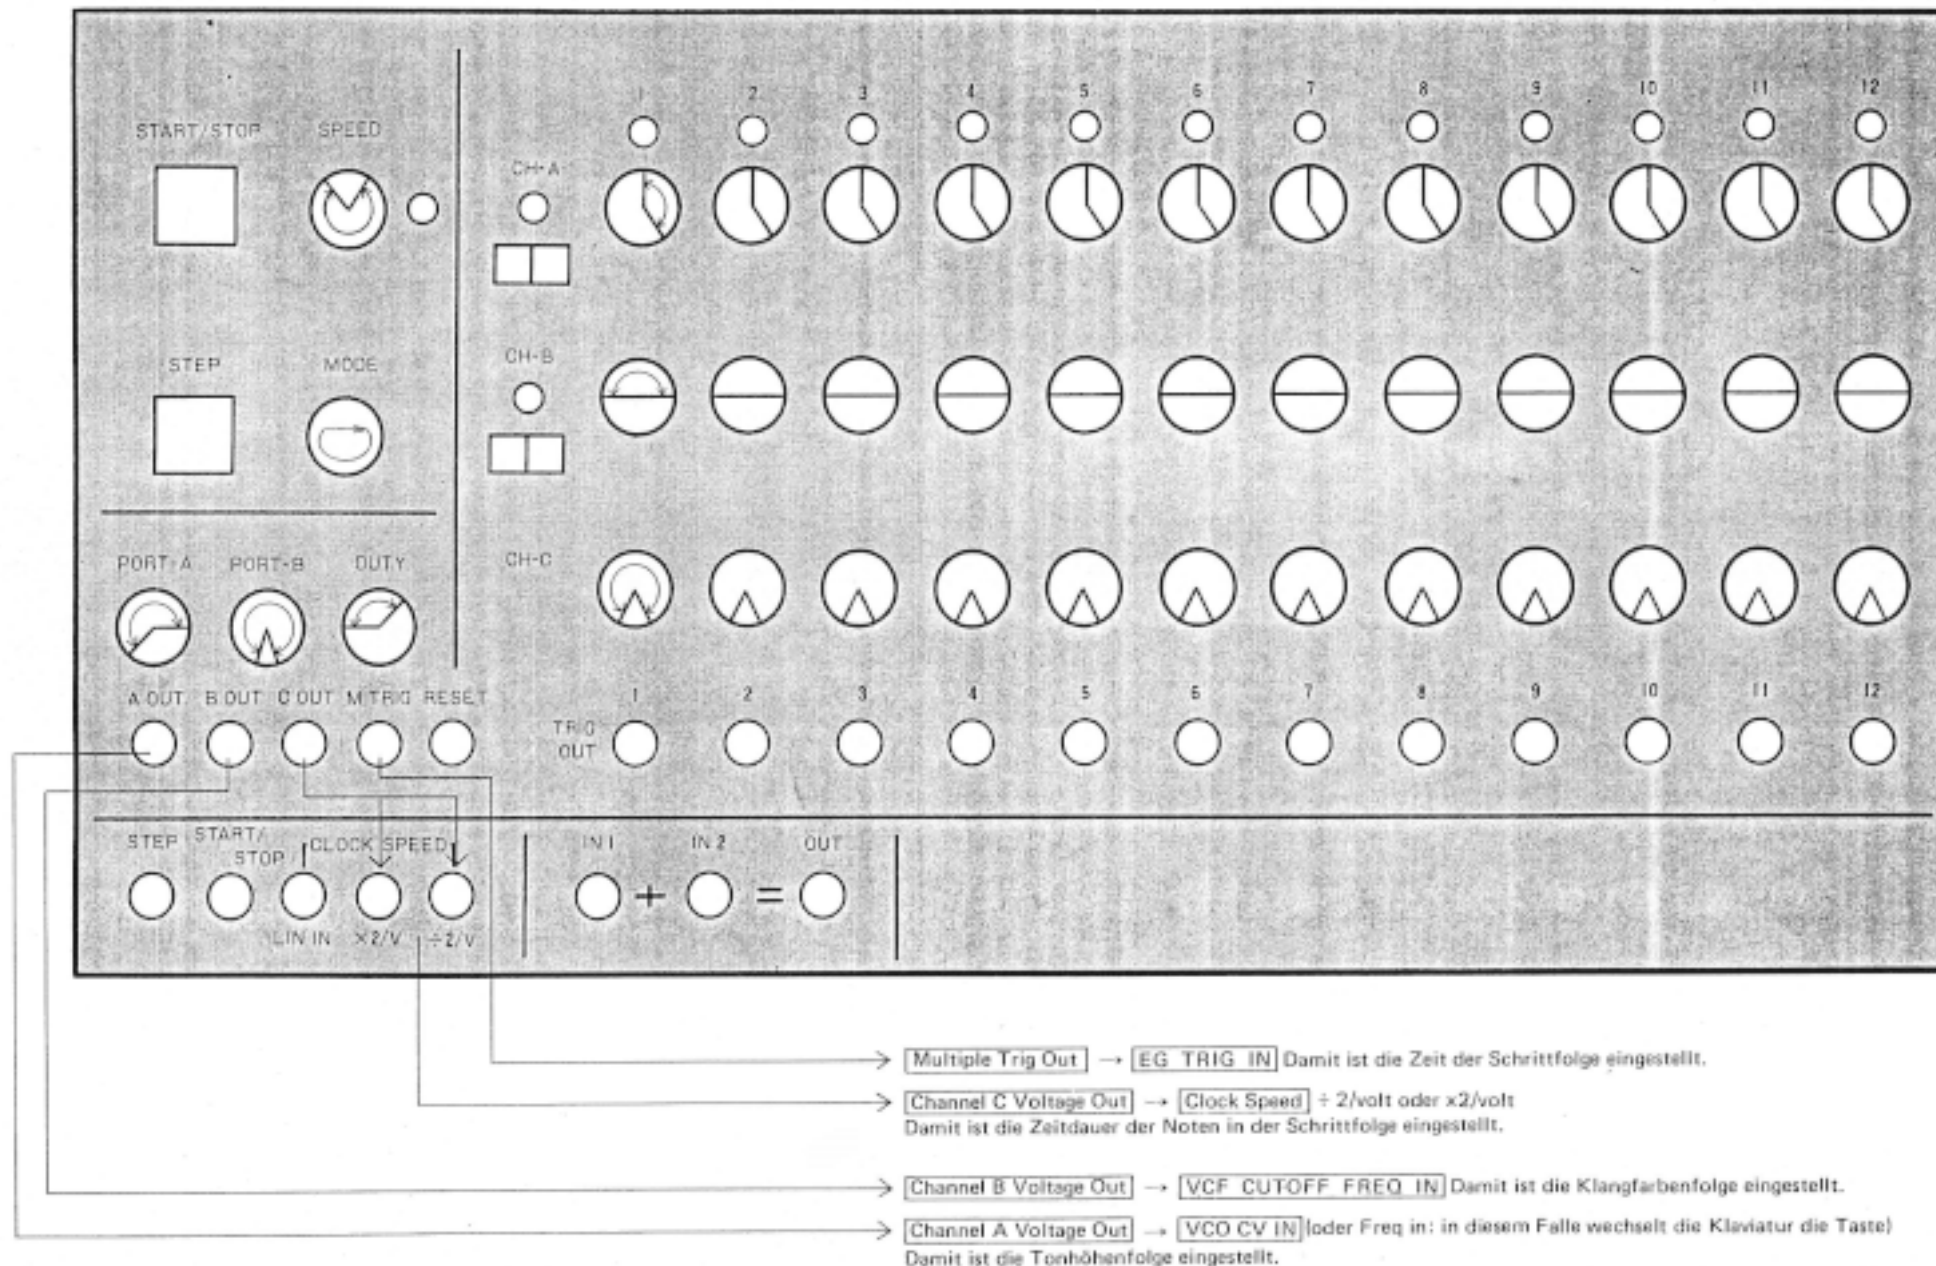 1 2 3 4 5 6 7 8 9 10 11 12
START/STOP SPEED
CH-A
STEP MODE
CH-B
PORT-A PORT-B DUTY
CH-C
A OUT B OUT C OUT M TRIG RESET
TRIG
OUT
1 2 3 4 5 6 7 8 9 10 11 12
STEP START/
STOP CLOCK SPEED
IN 1 IN 2 OUT
+ =
LIN IN ×2/V ÷2/V
Multiple Trig Out → EG TRIG IN Damit ist die Zeit der Schrittfolge eingestellt.
Channel C Voltage Out → Clock Speed ÷ 2/volt oder x2/volt
Damit ist die Zeitdauer der Noten in der Schrittfolge eingestellt.
Channel B Voltage Out → VCF CUTOFF FREQ IN Damit ist die Klangfarbenfolge eingestellt.
Channel A Voltage Out → VCO CV IN (oder Freq in: in diesem Falle wechselt die Klaviatur die Taste)
Damit ist die Tonhöhenfolge eingestellt.